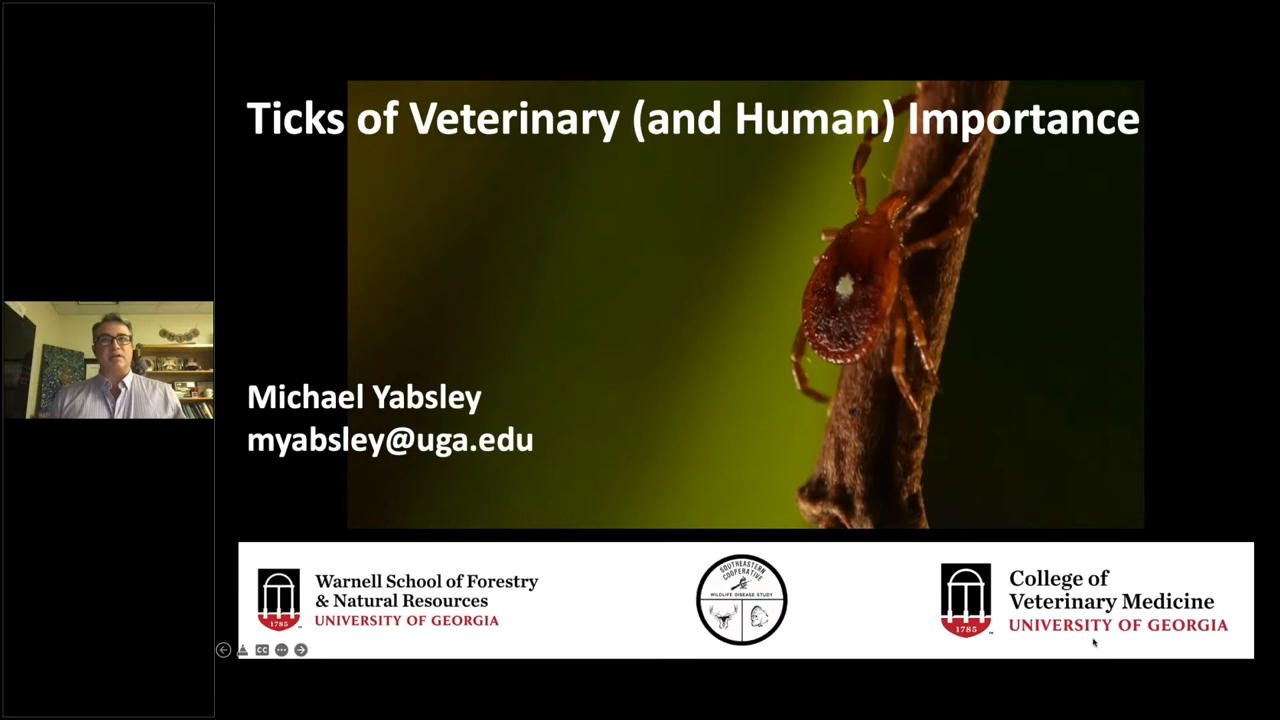 Ticks of Veterinary (and Human) Importance
Michael Yabsley
myabsley@uga.edu
1785
Warnell School of Forestry
& Natural Resources
UNIVERSITY OF GEORGIA
SOUTHEASTERN
COOPERATIVE
WILDLIFE DISEASE STUDY
1785
College of
Veterinary Medicine
UNIVERSITY OF GEORGIA
CC